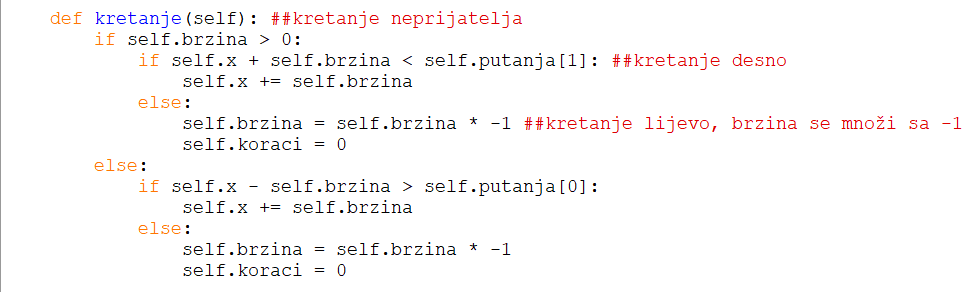 def kretanje(self): ##kretanje neprijatelja
    if self.brzina > 0:
        if self.x + self.brzina < self.putanja[1]: ##kretanje desno
            self.x += self.brzina
        else:
            self.brzina = self.brzina * -1 ##kretanje lijevo, brzina se množi sa -1
            self.koraci = 0
    else:
        if self.x - self.brzina > self.putanja[0]:
            self.x += self.brzina
        else:
            self.brzina = self.brzina * -1
            self.koraci = 0